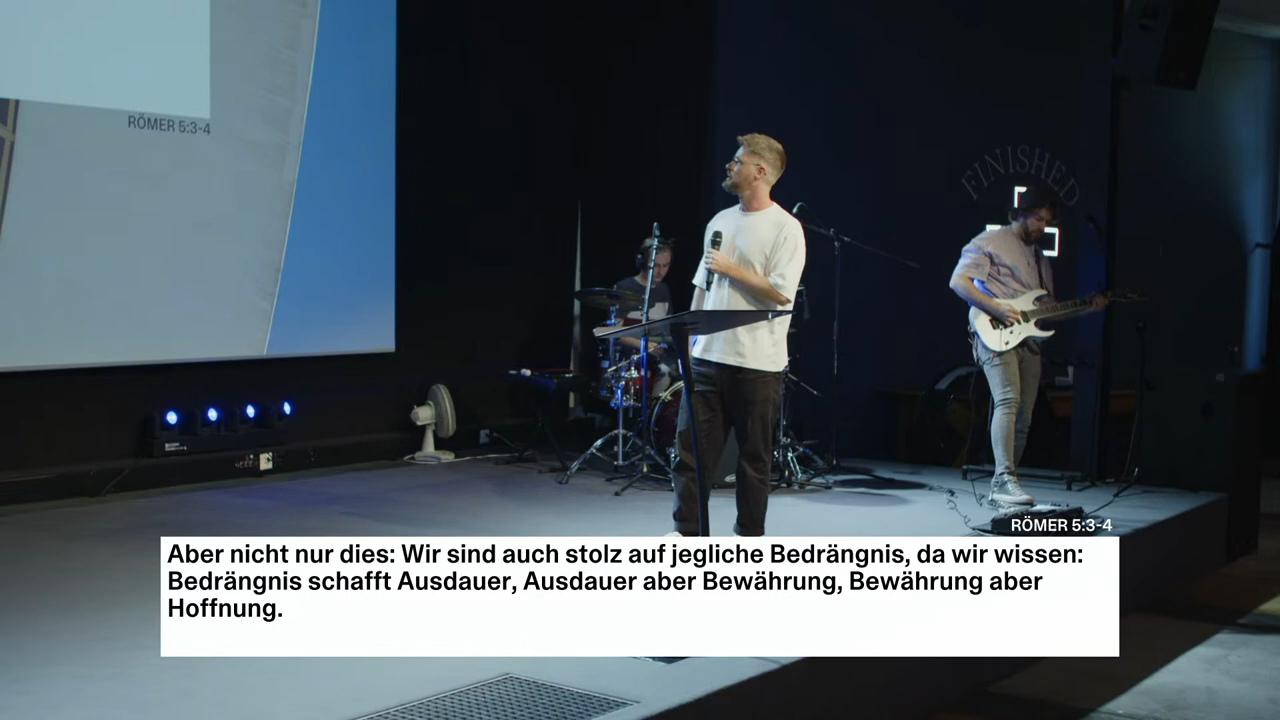 RÖMER 5:3-4
FINISHED
RÖMER 5:3-4
Aber nicht nur dies: Wir sind auch stolz auf jegliche Bedrängnis, da wir wissen:
Bedrängnis schafft Ausdauer, Ausdauer aber Bewährung, Bewährung aber
Hoffnung.